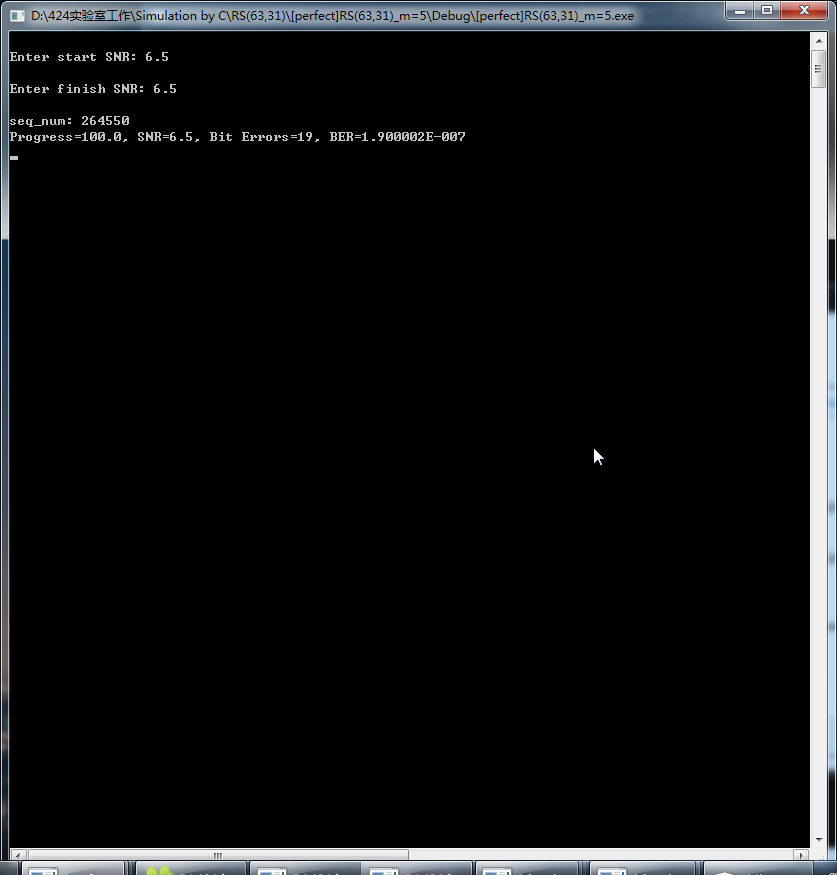 D:\424实验室工作\Simulation by C\RS(63,31)\[perfect]RS(63,31)_m=5\Debug\[perfect]RS(63,31)_m=5.exe
Enter start SNR: 6.5
Enter finish SNR: 6.5
seq_num: 264550
Progress=100.0, SNR=6.5, Bit Errors=19, BER=1.900002E-007